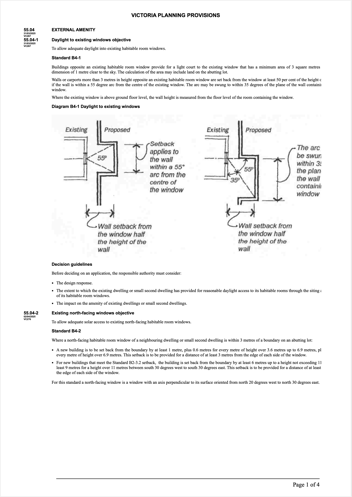 VICTORIA PLANNING PROVISIONS
55.04
EXTERNAL AMENITY
55.04-1
Daylight to existing windows objective
To allow adequate daylight into existing habitable room windows.
Standard B4-1
Buildings opposite an existing habitable room window provide for a light court to the existing window that has a minimum area of 3 square metres
dimension of 1 metre clear to the sky. The calculation of the area may include land on the abutting lot.
Walls or carports more than 3 metres in height opposite an existing habitable room window are set back from the window at least 50 per cent of the height
if the wall is within a 55 degree arc from the centre of the existing window. The arc may be swung to within 35 degrees of the plane of the wall containing
window.
Where the existing window is above ground floor level, the wall height is measured from the floor level of the room containing the window.
Diagram B4-1 Daylight to existing windows
Existing Proposed
55°
Setback
applies to
the wall
within a 55°
arc from the
centre of
the window
Wall setback from
the window half
the height of the
wall
Existing Proposed
55°
35°
The arc
be swun
within 3
the plan
the wall
containi
window
Wall setback from
the window half
the height of the
wall
Decision guidelines
Before deciding on an application, the responsible authority must consider:
• The design response.
• The extent to which the existing dwelling or small second dwelling has provided for reasonable daylight access to its habitable rooms through the siting
of its habitable room windows.
• The impact on the amenity of existing dwellings or small second dwellings.
55.04-2
Existing north-facing windows objective
To allow adequate solar access to existing north-facing habitable room windows.
Standard B4-2
Where a north-facing habitable room window of a neighbouring dwelling or small second dwelling is within 3 metres of a boundary on an abutting lot:
• A new building is to be set back from the boundary by at least 1 metre, plus 0.6 metres for every metre of height over 3.6 metres up to 6.9 metres,
every metre of height over 6.9 metres. This setback is to be provided for a distance of at least 3 metres from the edge of each side of the window.
• For new buildings that meet the Standard B2-3.2 setback, the building is set back from the boundary by at least 6 metres up to a height not exceeding 11
least 9 metres for a height over 11 metres between south 30 degrees west to south 30 degrees east. This setback is to be provided for a distance of at least
the edge of each side of the window.
For this standard a north-facing window is a window with an axis perpendicular to its surface oriented from north 20 degrees west to north 30 degrees east.
Page 1 of 4